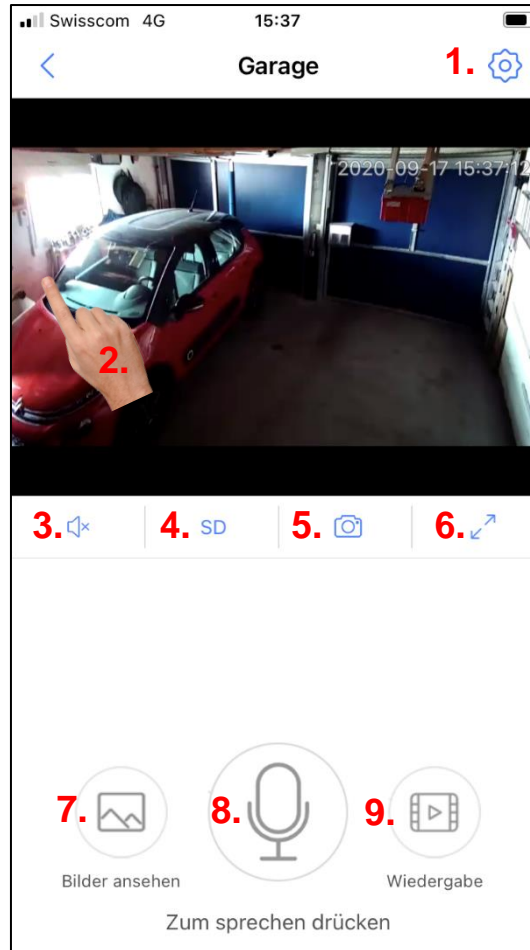 Swisscom 4G 15:37
Garage 1.
2020-09-17 15:37:12
2.
3. 4. SD 5. 6.
7. 8. 9.
Bilder ansehen Wiedergabe
Zum sprechen drücken